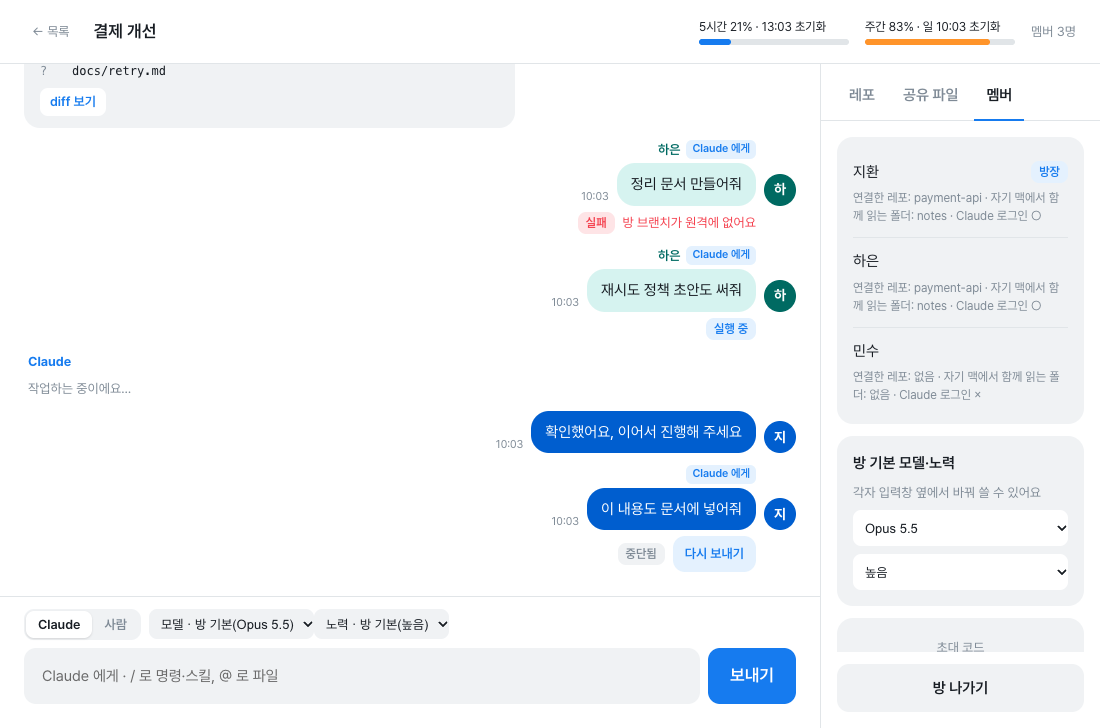 ← 목록
결제 개선
5시간 21% · 13:03 초기화
주간 83% · 일 10:03 초기화
멤버 3명
? docs/retry.md
diff 보기
하은 Claude 에게
정리 문서 만들어줘
10:03
하
실패 방 브랜치가 원격에 없어요
하은 Claude 에게
재시도 정책 초안도 써줘
10:03
하
실행 중
Claude
작업하는 중이에요…
확인했어요, 이어서 진행해 주세요
10:03
지
Claude 에게
이 내용도 문서에 넣어줘
10:03
지
중단됨 다시 보내기
Claude 사람 모델 · 방 기본(Opus 5.5) 노력 · 방 기본(높음)
Claude 에게 · / 로 명령·스킬, @ 로 파일
보내기
레포 공유 파일 멤버
지환 방장
연결한 레포: payment-api · 자기 맥에서 함
께 읽는 폴더: notes · Claude 로그인 ○
하은
연결한 레포: payment-api · 자기 맥에서 함
께 읽는 폴더: notes · Claude 로그인 ○
민수
연결한 레포: 없음 · 자기 맥에서 함께 읽는 폴
더: 없음 · Claude 로그인 ×
방 기본 모델·노력
각자 입력창 옆에서 바꿔 쓸 수 있어요
Opus 5.5
높음
초대 코드
방 나가기